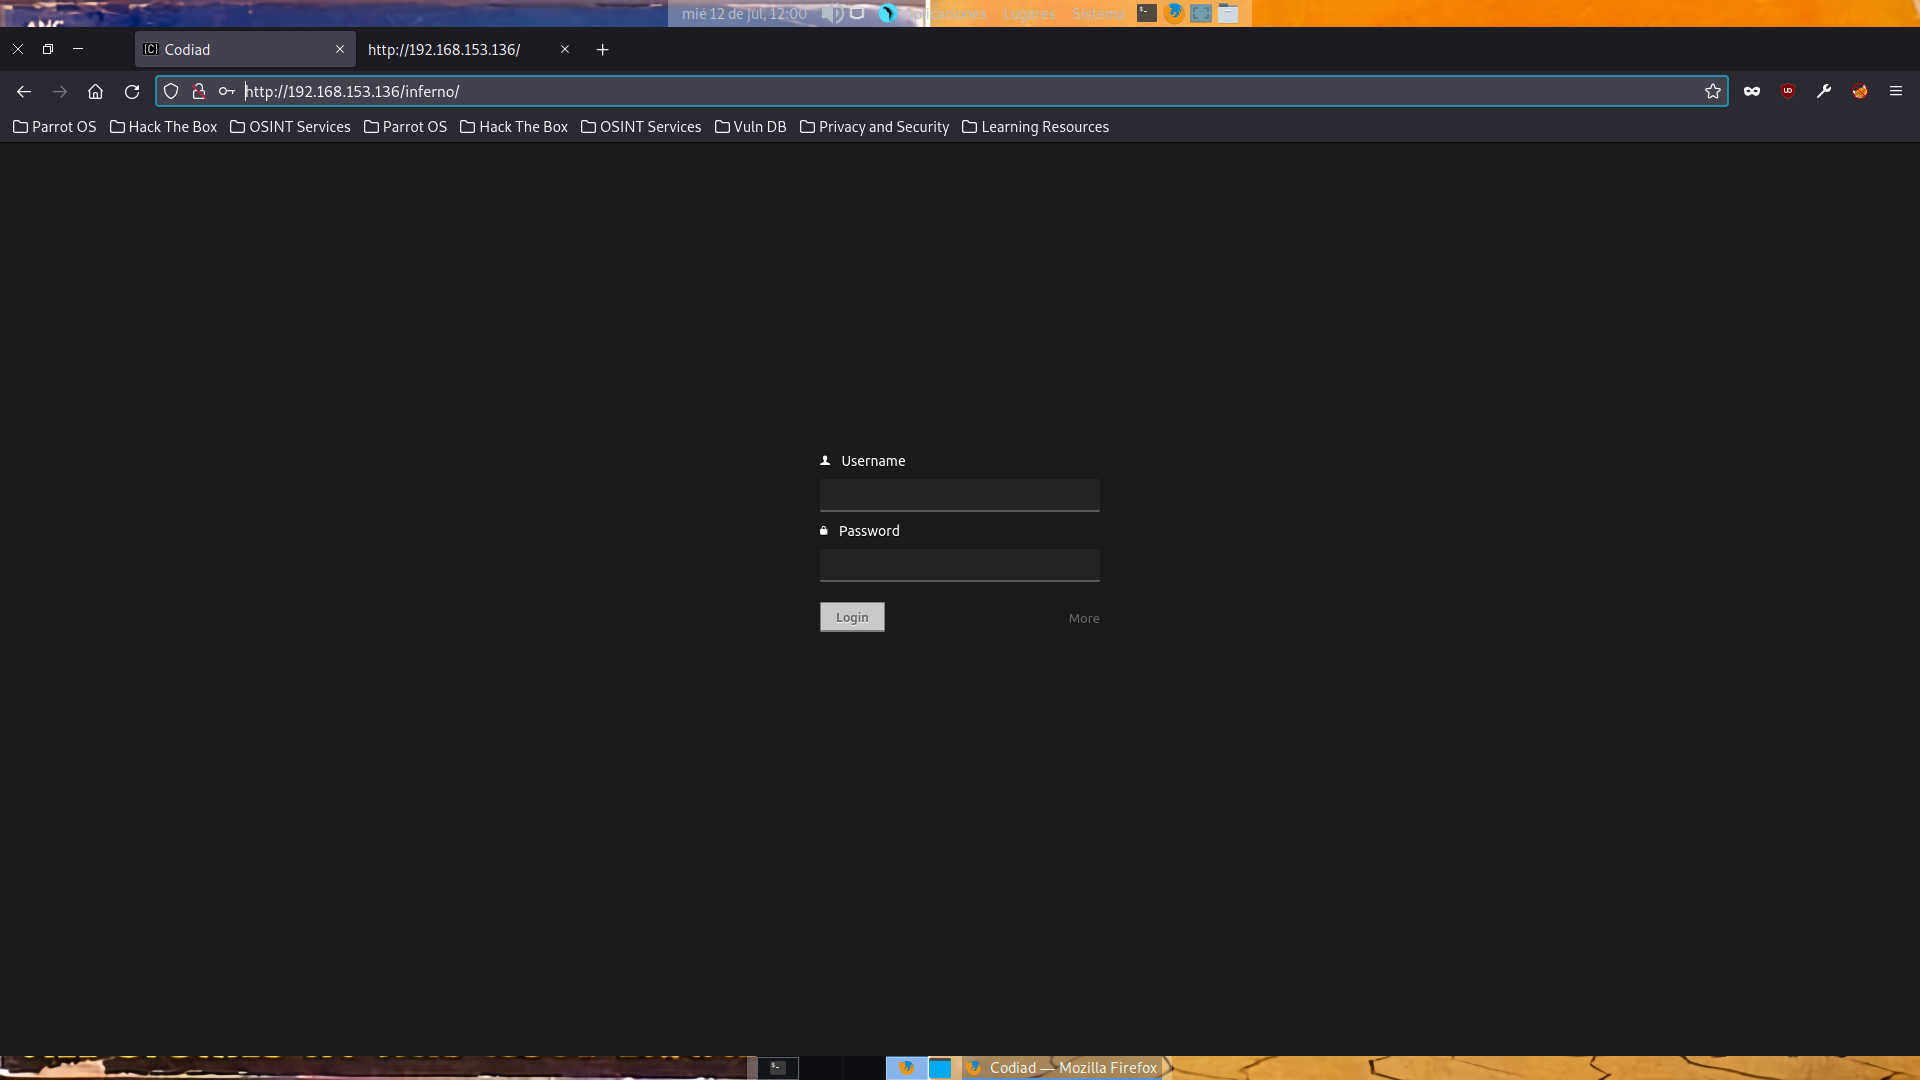 mié 12 de jul, 12:00 Aplicaciones Lugares Sistema
Codiad http://192.168.153.136/
http://192.168.153.136/inferno/
Parrot OS Hack The Box OSINT Services Parrot OS Hack The Box OSINT Services Vuln DB Privacy and Security Learning Resources
Username
Password
Login More
Codiad — Mozilla Firefox